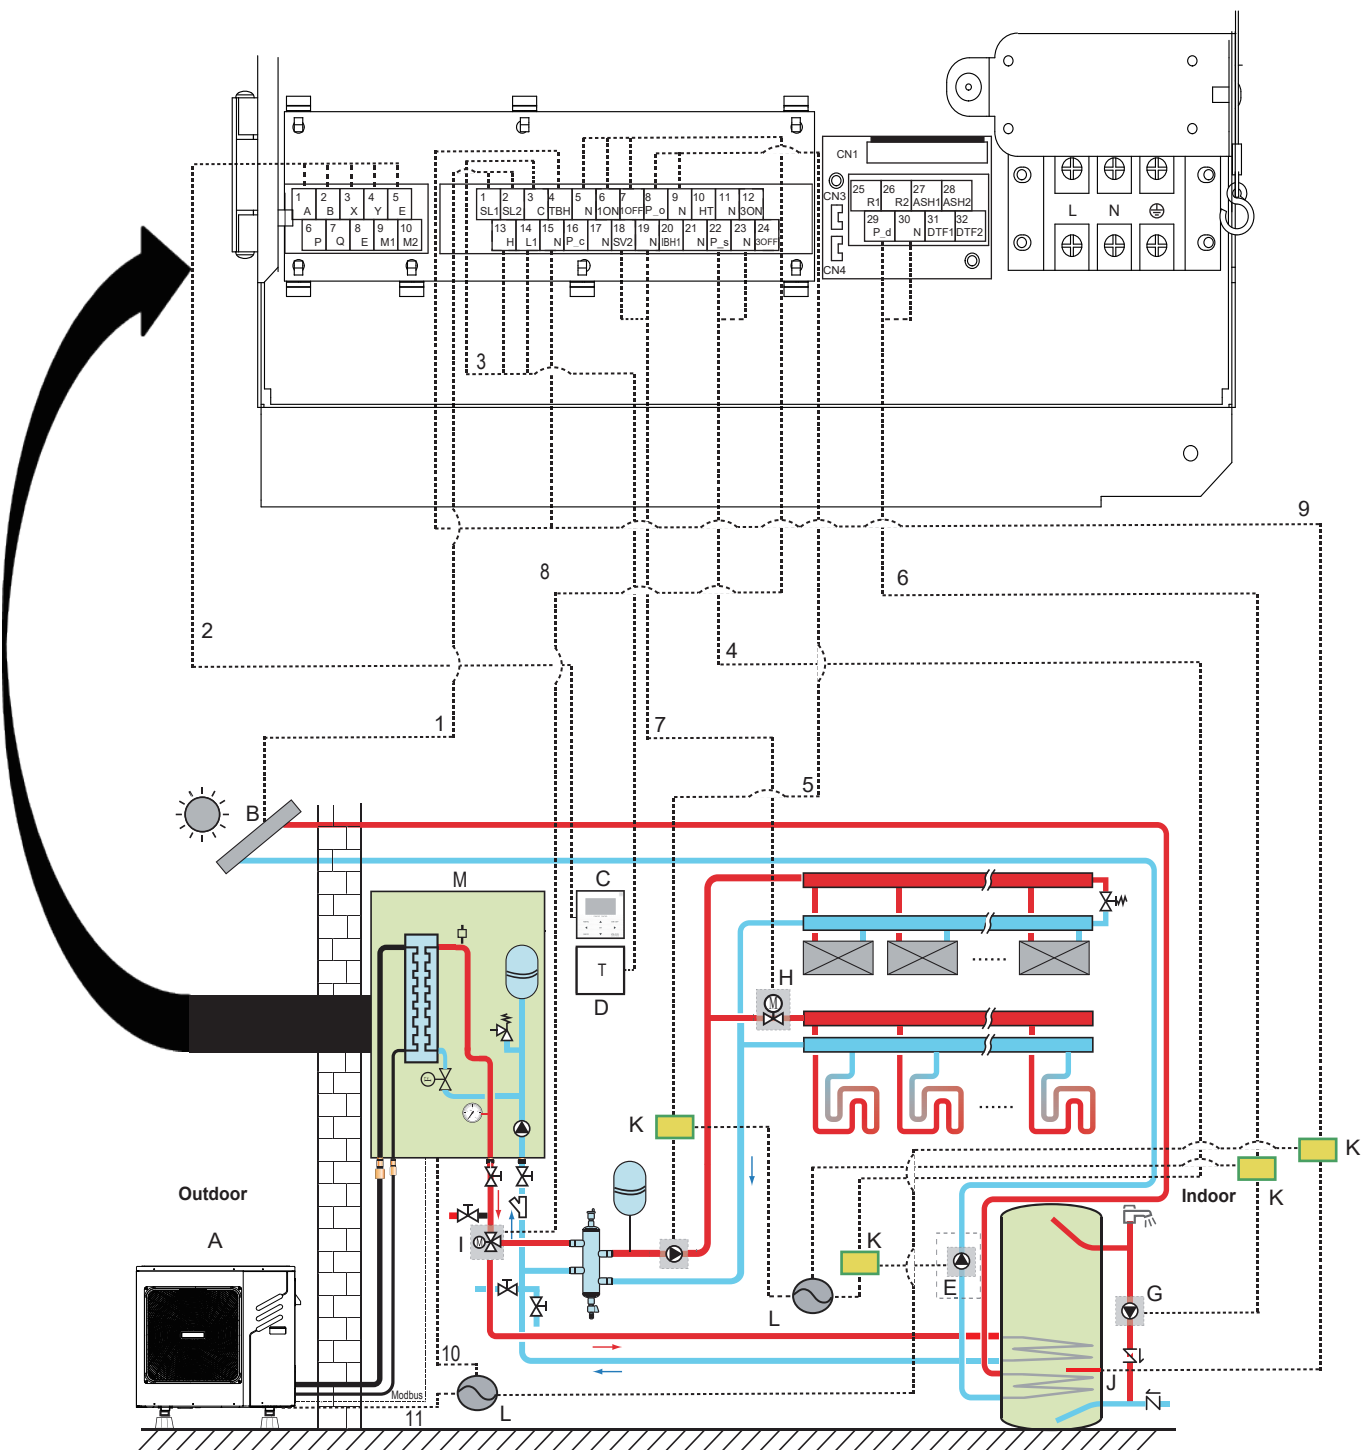 CN1
CN3
CN4
1 2 3 4 5
A B X Y E
6 7 8 9 10
P Q E M1 M2
1 2 3 4 5 6 7 8 9 10 11 12
SL1 SL2 C TBH N 1ON 1OFF P_o N HT N 3ON
13 14 15 16 17 18 19 20 21 22 23 24
H L1 N P_c N SV2 N IBH1 N P_s N 3OFF
25 26 27 28
R1 R2 ASH1 ASH2
29 30 31 32
P_d N DTF1 DTF2
L N
3
9
8
6
2
4
1
7
5
B
M
C
T
D
H
M
F
K
K
K
Outdoor
Indoor
A
I
M
K
E
G
L
J
10
Modbus
11
L